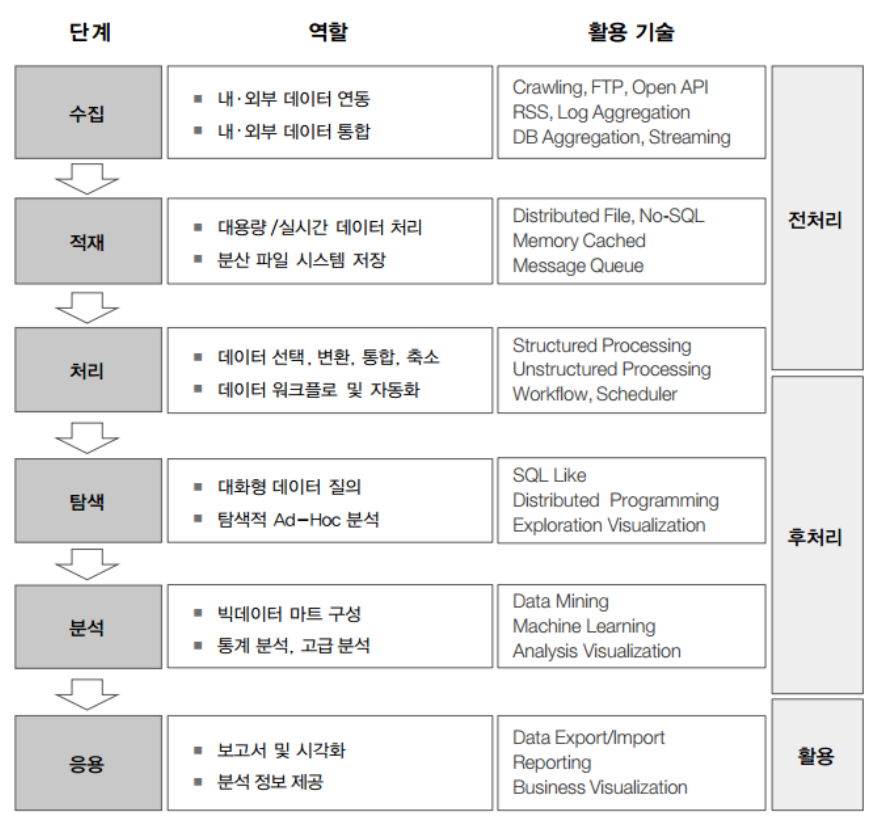 단계 역할 활용 기술
수집
■ 내·외부 데이터 연동
■ 내·외부 데이터 통합
Crawling, FTP, Open API
RSS, Log Aggregation
DB Aggregation, Streaming
적재
■ 대용량/실시간 데이터 처리
■ 분산 파일 시스템 저장
Distributed File, No-SQL
Memory Cached
Message Queue
전처리
처리
■ 데이터 선택, 변환, 통합, 축소
■ 데이터 워크플로 및 자동화
Structured Processing
Unstructured Processing
Workflow, Scheduler
탐색
■ 대화형 데이터 질의
■ 탐색적 Ad-Hoc 분석
SQL Like
Distributed Programming
Exploration Visualization
후처리
분석
■ 빅데이터 마트 구성
■ 통계 분석, 고급 분석
Data Mining
Machine Learning
Analysis Visualization
응용
■ 보고서 및 시각화
■ 분석 정보 제공
Data Export/Import
Reporting
Business Visualization
활용